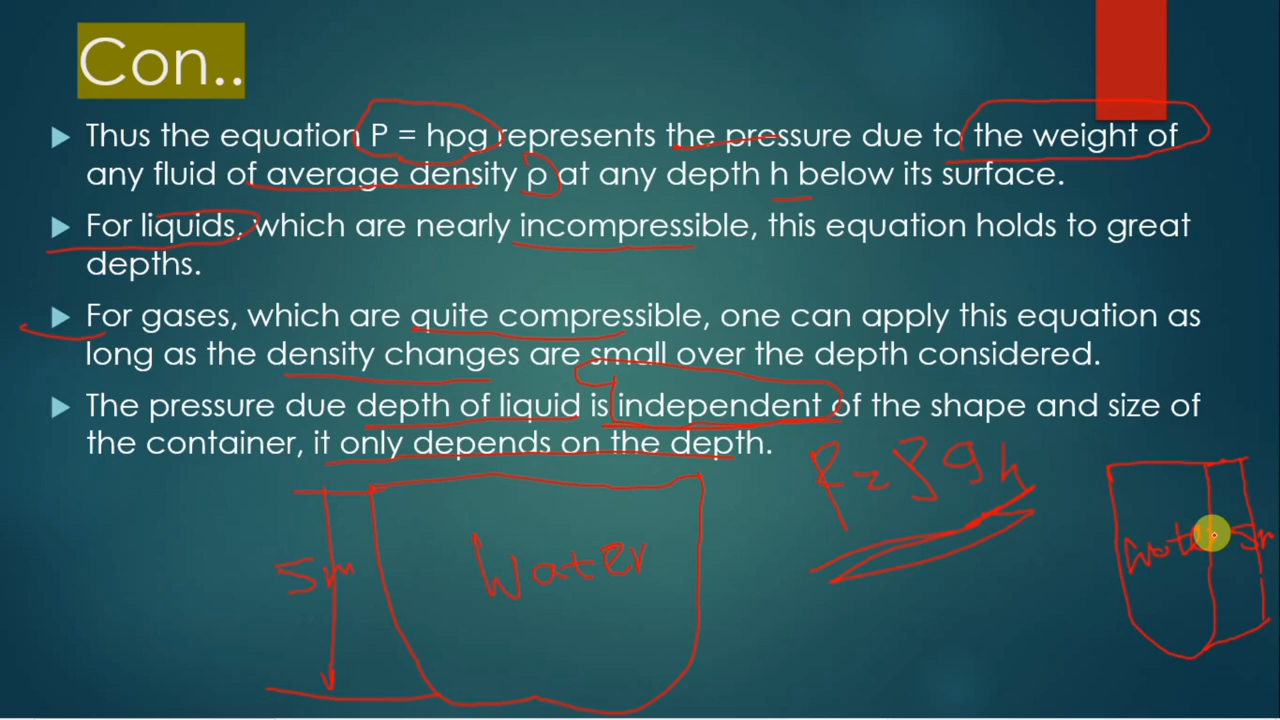 Con..
Thus the equation P = hρg represents the pressure due to the weight of
any fluid of average density ρ at any depth h below its surface.
For liquids, which are nearly incompressible, this equation holds to great
depths.
For gases, which are quite compressible, one can apply this equation as
long as the density changes are small over the depth considered.
The pressure due depth of liquid is independent of the shape and size of
the container, it only depends on the depth.
P = ρgh
5m
Water
Water
5m